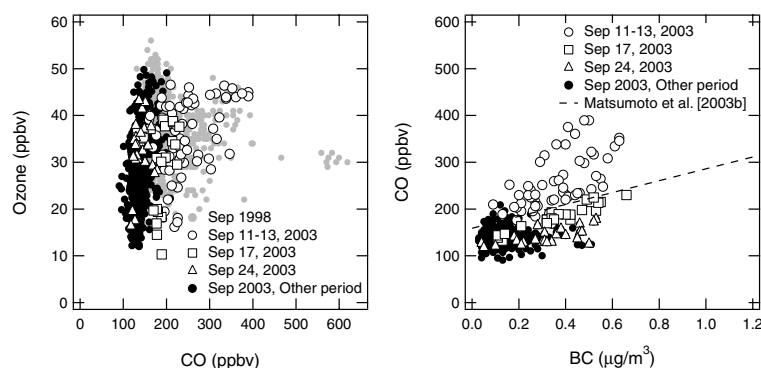 60
50
40
30
20
10
0
Ozone (ppbv)
Sep 1998
Sep 11-13, 2003
Sep 17, 2003
Sep 24, 2003
Sep 2003, Other period
0 100 200 300 400 500 600
CO (ppbv)
600
500
400
300
200
100
0
CO (ppbv)
Sep 11-13, 2003
Sep 17, 2003
Sep 24, 2003
Sep 2003, Other period
Matsumoto et al. [2003b]
0.0 0.2 0.4 0.6 0.8 1.0 1.2
BC (μg/m³)